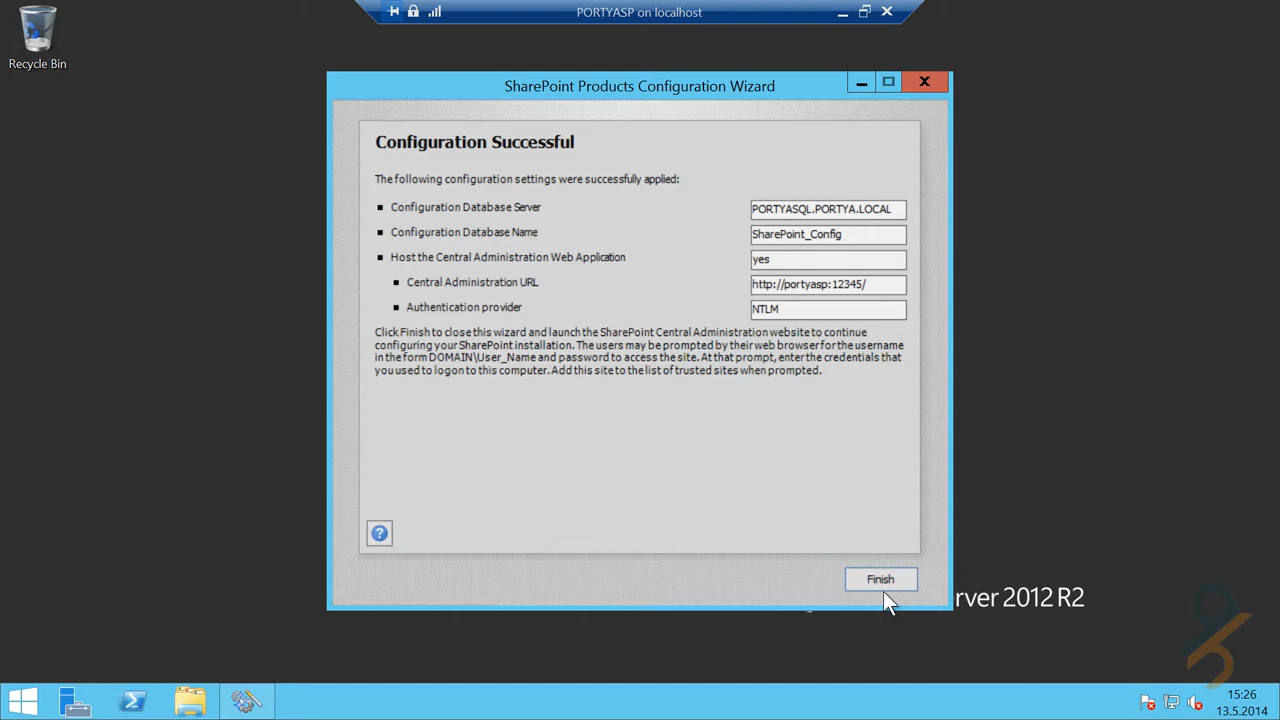 PORTYASP on localhost
Recycle Bin
SharePoint Products Configuration Wizard
Configuration Successful
The following configuration settings were successfully applied:
Configuration Database Server PORTYASQL.PORTYA.LOCAL
Configuration Database Name SharePoint_Config
Host the Central Administration Web Application yes
Central Administration URL http://portyasp:12345/
Authentication provider NTLM
Click Finish to close this wizard and launch the SharePoint Central Administration website to continue
configuring your SharePoint installation. The users may be prompted by their web browser for the username
in the form DOMAIN\User_Name and password to access the site. At that prompt, enter the credentials that
you used to logon to this computer. Add this site to the list of trusted sites when prompted.
?
Finish
rver 2012 R2
15:26
13.5.2014